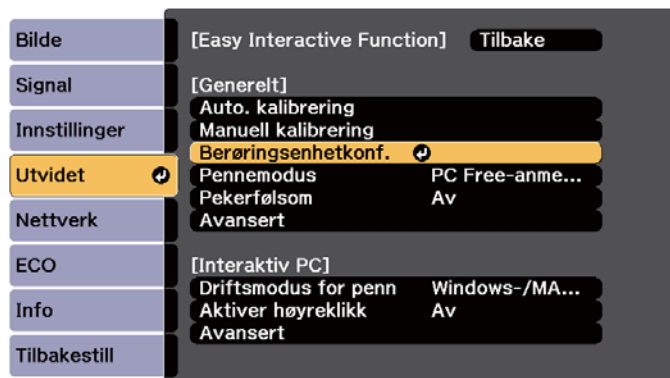 Bilde
Signal
Innstillinger
Utvidet
Nettverk
ECO
Info
Tilbakestill
[Easy Interactive Function] Tilbake
[Generelt]
Auto. kalibrering
Manuell kalibrering
Berøringsenhetkonf.
Pennemodus PC Free-anme...
Pekerfølsom Av
Avansert
[Interaktiv PC]
Driftsmodus for penn Windows-/MA...
Aktiver høyreklikk Av
Avansert